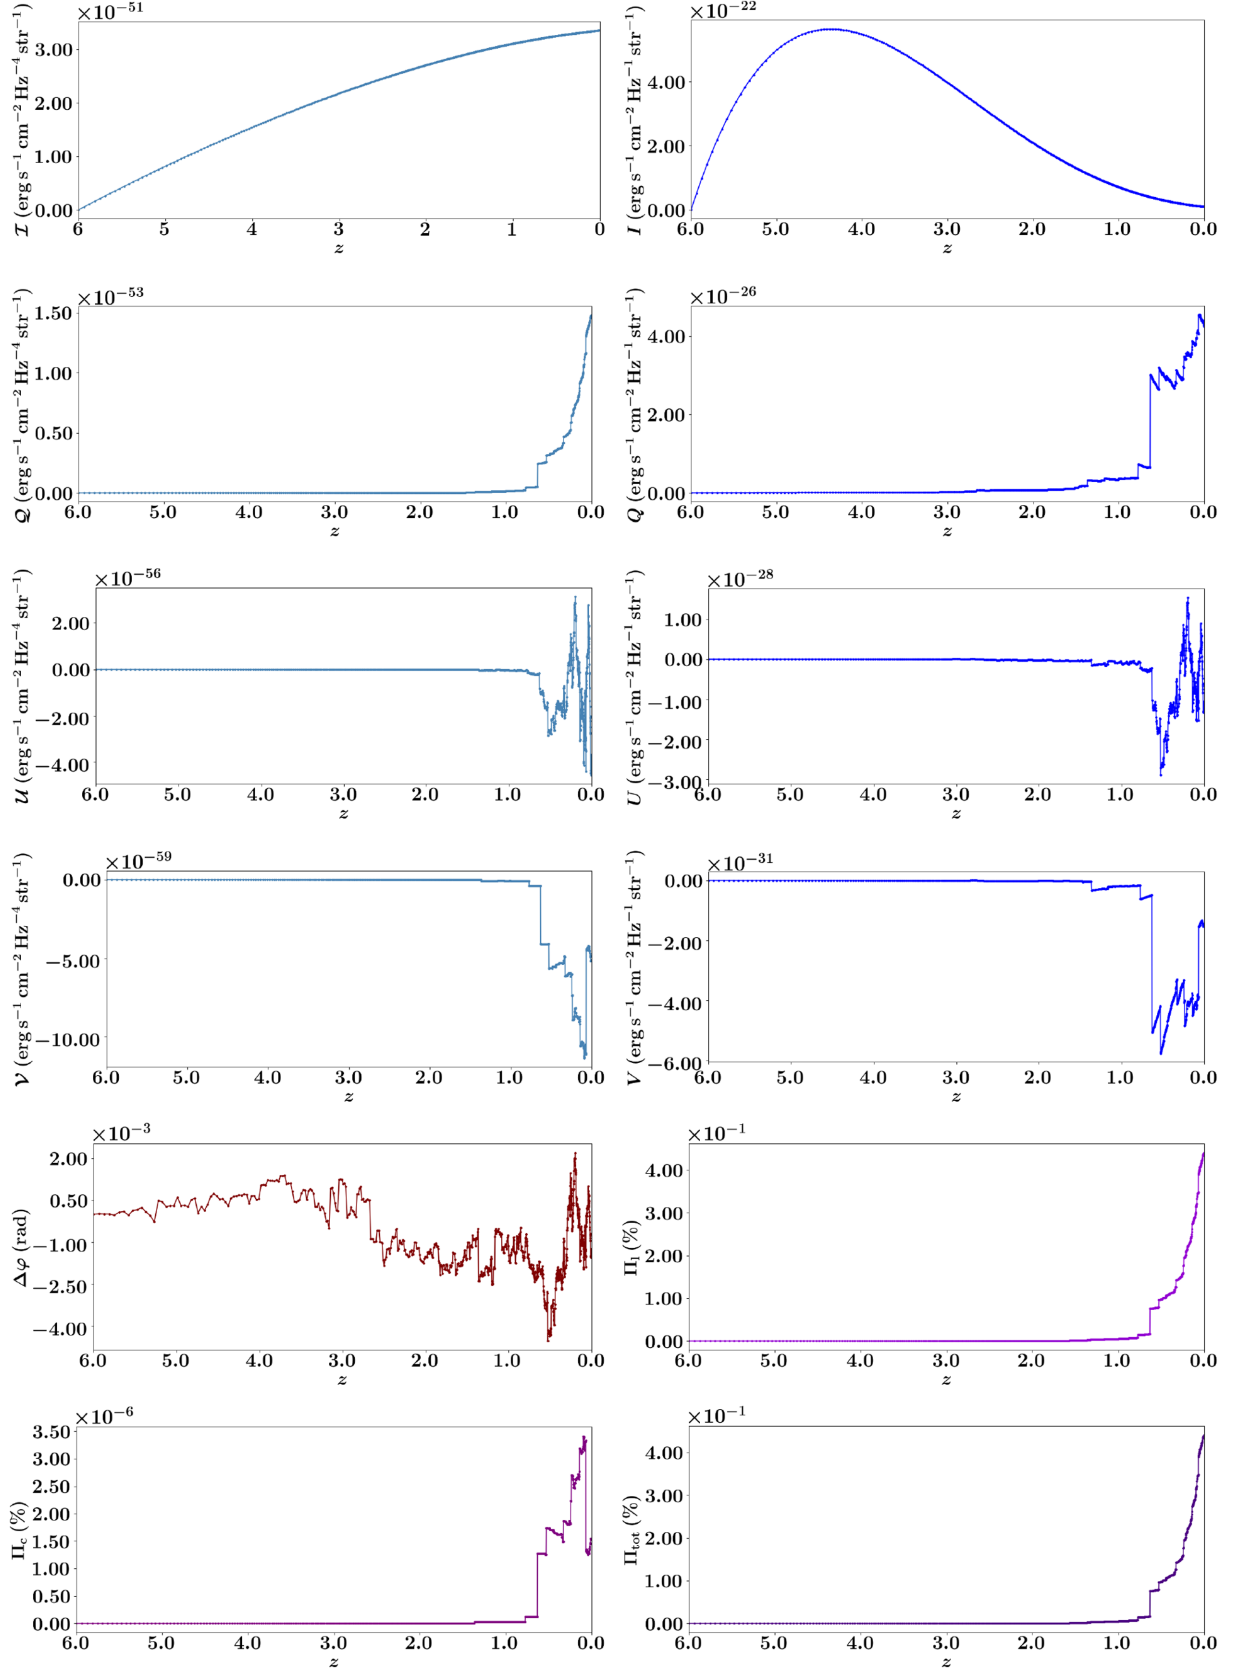 ×10⁻⁵¹
𝓘 (erg s⁻¹ cm⁻² Hz⁻⁴ str⁻¹)
3.00
2.00
1.00
0.00
6 5 4 3 2 1 0
z
×10⁻²²
I (erg s⁻¹ cm⁻² Hz⁻¹ str⁻¹)
4.00
2.00
0.00
6.0 5.0 4.0 3.0 2.0 1.0 0.0
z
×10⁻⁵³
𝓠 (erg s⁻¹ cm⁻² Hz⁻⁴ str⁻¹)
1.50
1.00
0.50
0.00
6.0 5.0 4.0 3.0 2.0 1.0 0.0
z
×10⁻²⁶
Q (erg s⁻¹ cm⁻² Hz⁻¹ str⁻¹)
4.00
2.00
0.00
6.0 5.0 4.0 3.0 2.0 1.0 0.0
z
×10⁻⁵⁶
𝓤 (erg s⁻¹ cm⁻² Hz⁻⁴ str⁻¹)
2.00
0.00
−2.00
−4.00
6.0 5.0 4.0 3.0 2.0 1.0 0.0
z
×10⁻²⁸
U (erg s⁻¹ cm⁻² Hz⁻¹ str⁻¹)
1.00
0.00
−1.00
−2.00
−3.00
6.0 5.0 4.0 3.0 2.0 1.0 0.0
z
×10⁻⁵⁹
𝓥 (erg s⁻¹ cm⁻² Hz⁻⁴ str⁻¹)
0.00
−5.00
−10.00
6.0 5.0 4.0 3.0 2.0 1.0 0.0
z
×10⁻³¹
V (erg s⁻¹ cm⁻² Hz⁻¹ str⁻¹)
0.00
−2.00
−4.00
−6.00
6.0 5.0 4.0 3.0 2.0 1.0 0.0
z
×10⁻³
Δφ (rad)
2.00
0.50
−1.00
−2.50
−4.00
6.0 5.0 4.0 3.0 2.0 1.0 0.0
z
×10⁻¹
Πₗ (%)
4.00
3.00
2.00
1.00
0.00
6.0 5.0 4.0 3.0 2.0 1.0 0.0
z
×10⁻⁶
Π_c (%)
3.50
3.00
2.50
2.00
1.50
1.00
0.50
0.00
6.0 5.0 4.0 3.0 2.0 1.0 0.0
z
×10⁻¹
Π_tot (%)
4.00
3.00
2.00
1.00
0.00
6.0 5.0 4.0 3.0 2.0 1.0 0.0
z